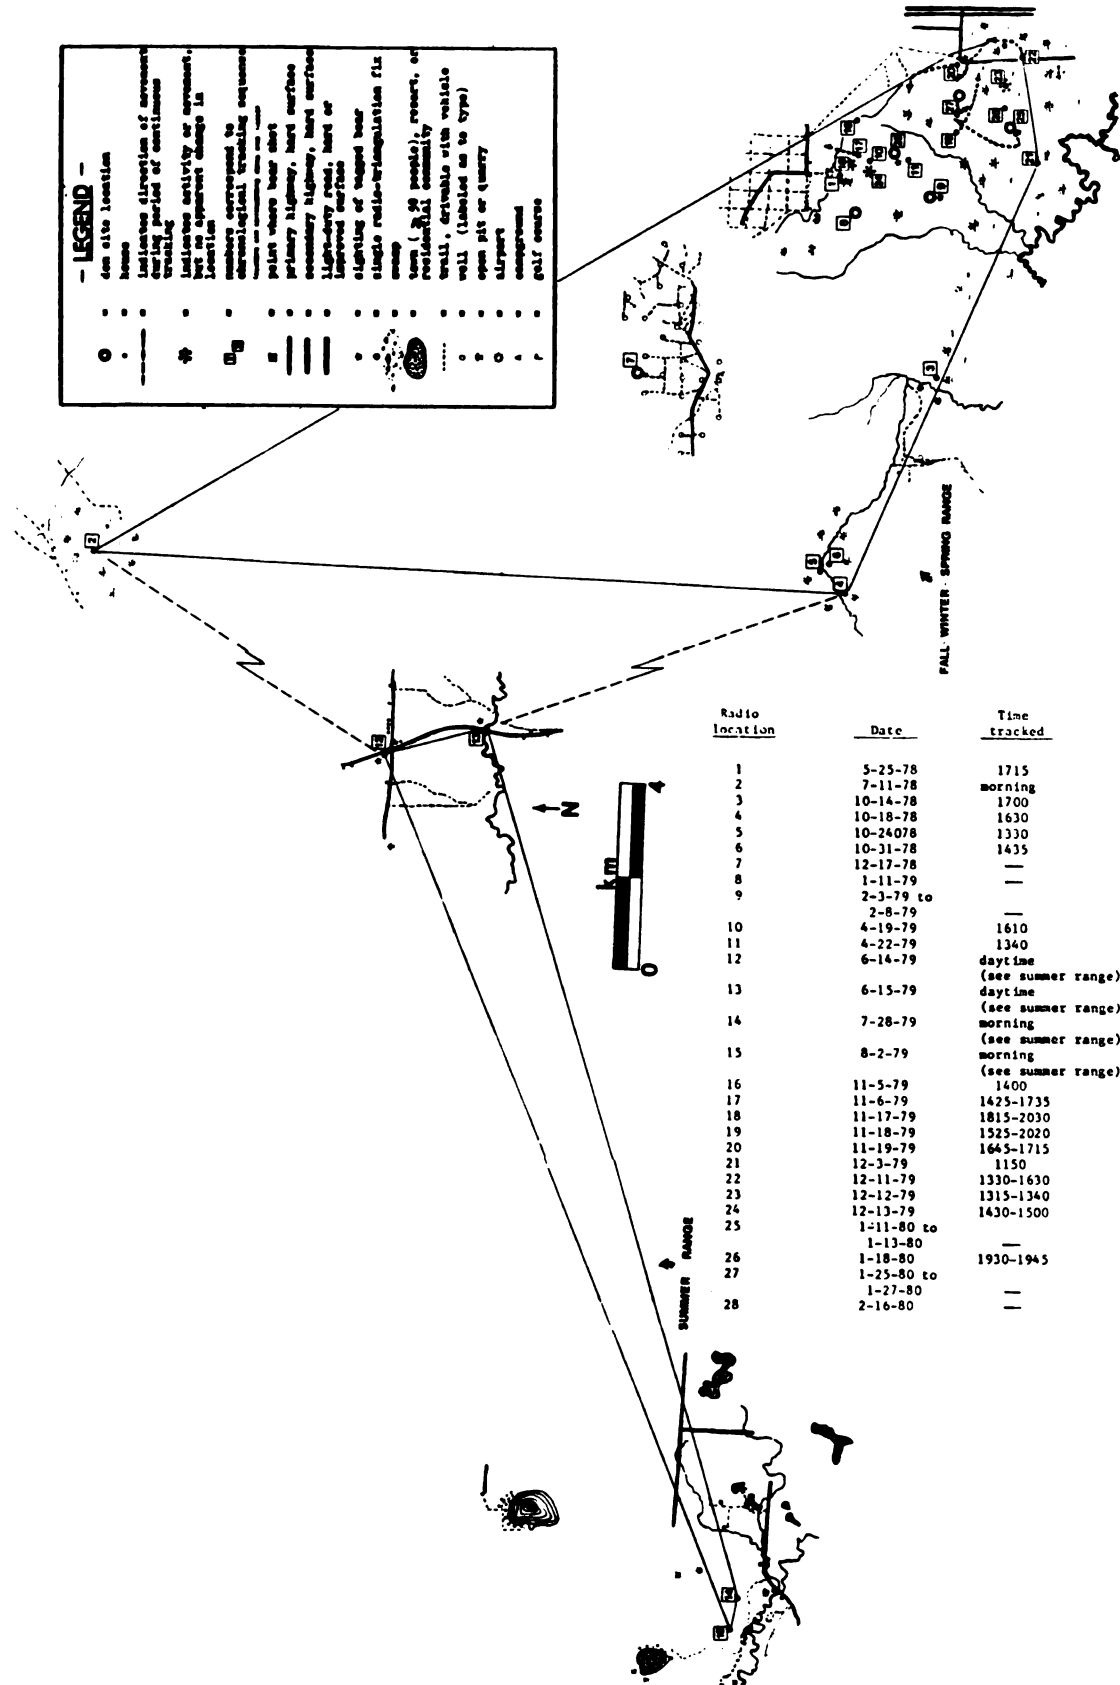 - LEGEND -
den site location
home
indicates direction of movement
during period of continuous
tracking
indicates activity or movement,
but no apparent change in
location
numbers correspond to
chronological tracking sequence
point where bear shot
primary highway, hard surface
secondary highway, hard surface
light-duty road, hard or
improved surface
sighting of tagged bear
single radio-triangulation fix
swamp
town ( ≥ 50 people), resort, or
residential community
trail, drivable with vehicle
well (labeled as to type)
open pit or quarry
airport
campground
golf course
2
7
3
5
6
4
FALL-WINTER-SPRING RANGE
N
km
0 4
SUMMER RANGE
Radio location Date Time tracked
1 5-25-78 1715
2 7-11-78 morning
3 10-14-78 1700
4 10-18-78 1630
5 10-24078 1330
6 10-31-78 1435
7 12-17-78 —
8 1-11-79 —
9 2-3-79 to
2-8-79 —
10 4-19-79 1610
11 4-22-79 1340
12 6-14-79 daytime
(see summer range)
13 6-15-79 daytime
(see summer range)
14 7-28-79 morning
(see summer range)
15 8-2-79 morning
(see summer range)
16 11-5-79 1400
17 11-6-79 1425-1735
18 11-17-79 1815-2030
19 11-18-79 1525-2020
20 11-19-79 1645-1715
21 12-3-79 1150
22 12-11-79 1330-1630
23 12-12-79 1315-1340
24 12-13-79 1430-1500
25 1-11-80 to
1-13-80 —
26 1-18-80 1930-1945
27 1-25-80 to
1-27-80 —
28 2-16-80 —